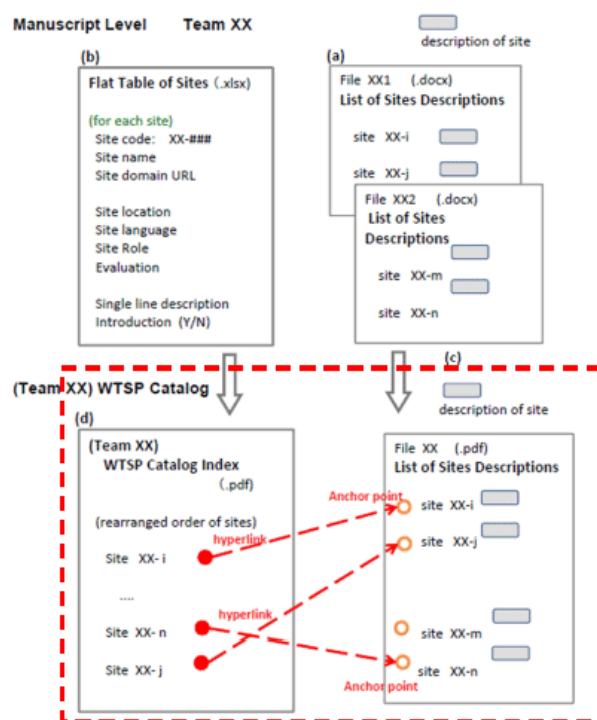 Manuscript Level Team XX
description of site
(b)
Flat Table of Sites (.xlsx)
(for each site)
Site code: XX-###
Site name
Site domain URL
Site location
Site language
Site Role
Evaluation
Single line description
Introduction (Y/N)
(a)
File XX1 (.docx)
List of Sites Descriptions
site XX-i
site XX-j
File XX2 (.docx)
List of Sites
Descriptions
site XX-m
site XX-n
(c)
(Team XX) WTSP Catalog
description of site
(d)
(Team XX)
WTSP Catalog Index
(.pdf)
(rearranged order of sites)
Site XX- i
....
Site XX- n
Site XX- j
hyperlink
hyperlink
File XX (.pdf)
List of Sites Descriptions
Anchor point
site XX-i
site XX-j
site XX-m
site XX-n
Anchor point